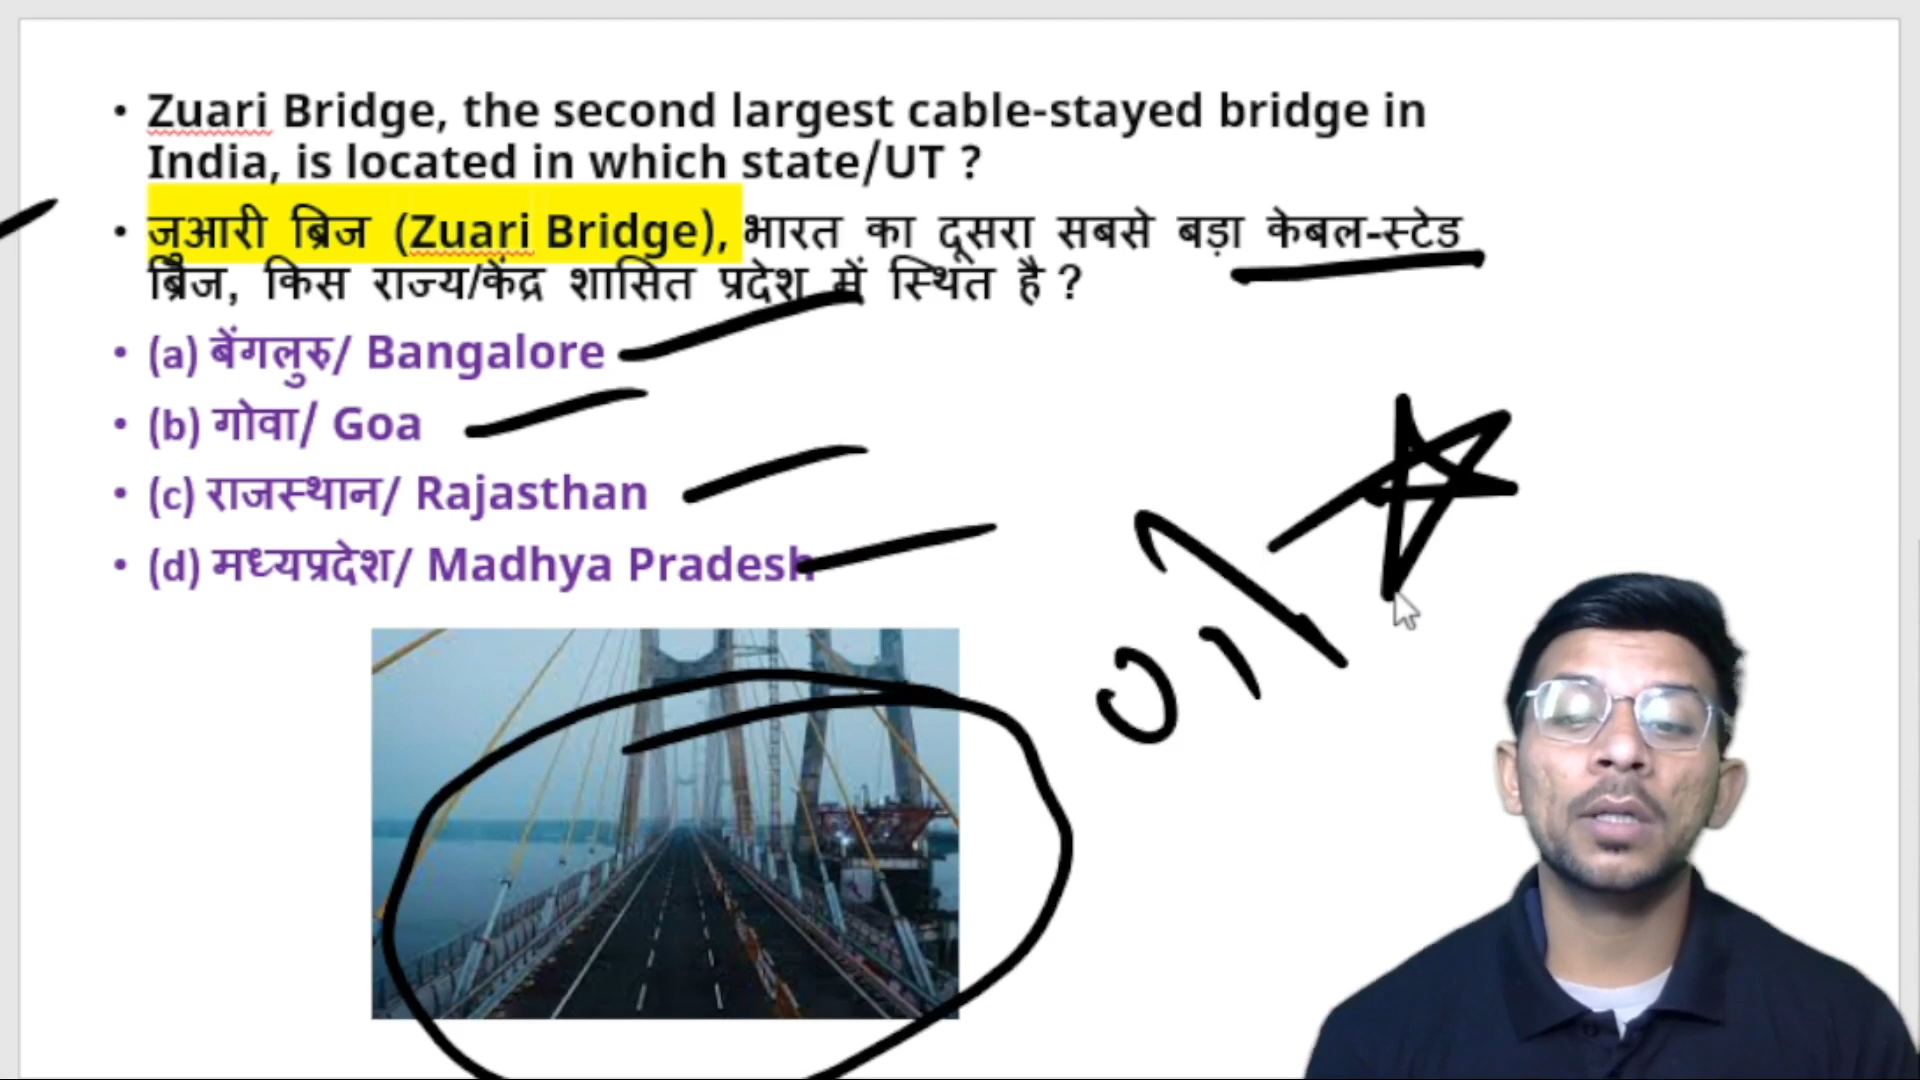 • Zuari Bridge, the second largest cable-stayed bridge in
India, is located in which state/UT ?
• जुआरी ब्रिज (Zuari Bridge), भारत का दूसरा सबसे बड़ा केबल-स्टेड
ब्रिज, किस राज्य/केंद्र शासित प्रदेश में स्थित है ?
• (a) बेंगलुरु/ Bangalore
• (b) गोवा/ Goa
• (c) राजस्थान/ Rajasthan
• (d) मध्यप्रदेश/ Madhya Pradesh